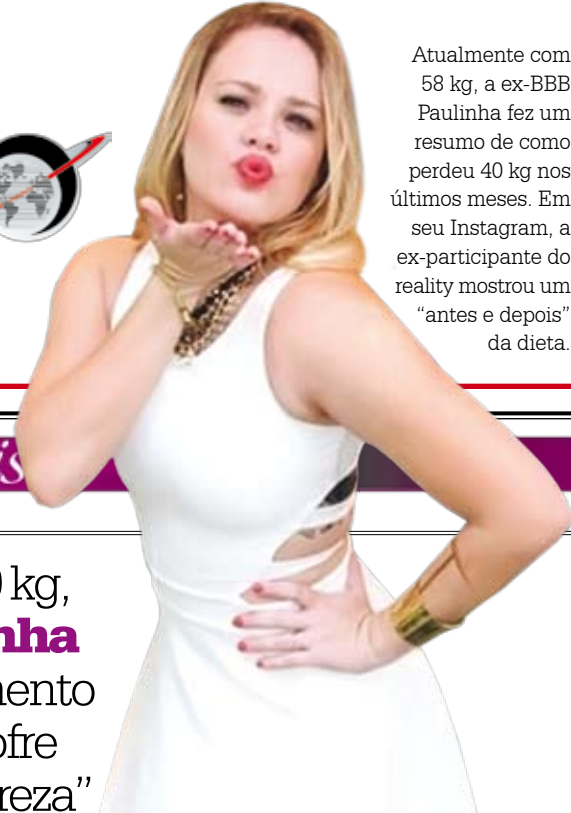 Atualmente com
58 kg, a ex-BBB
Paulinha fez um
resumo de como
perdeu 40 kg nos
últimos meses. Em
seu Instagram, a
ex-participante do
reality mostrou um
“antes e depois”
da dieta.
is
kg,
nha
mento
ofre
reza”